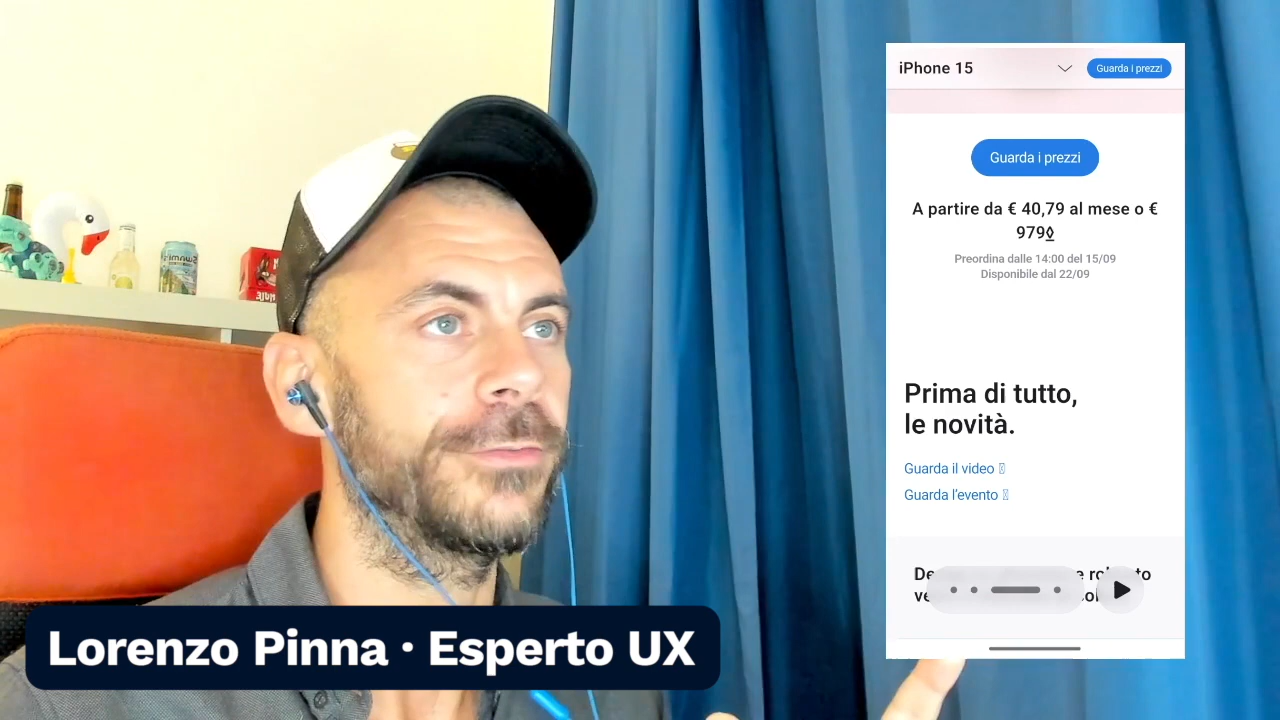 iPhone 15
Guarda i prezzi
Guarda i prezzi
A partire da € 40,79 al mese o €
979◊
Preordina dalle 14:00 del 15/09
Disponibile dal 22/09
Prima di tutto,
le novità.
Guarda il video
Guarda l’evento
Lorenzo Pinna · Esperto UX